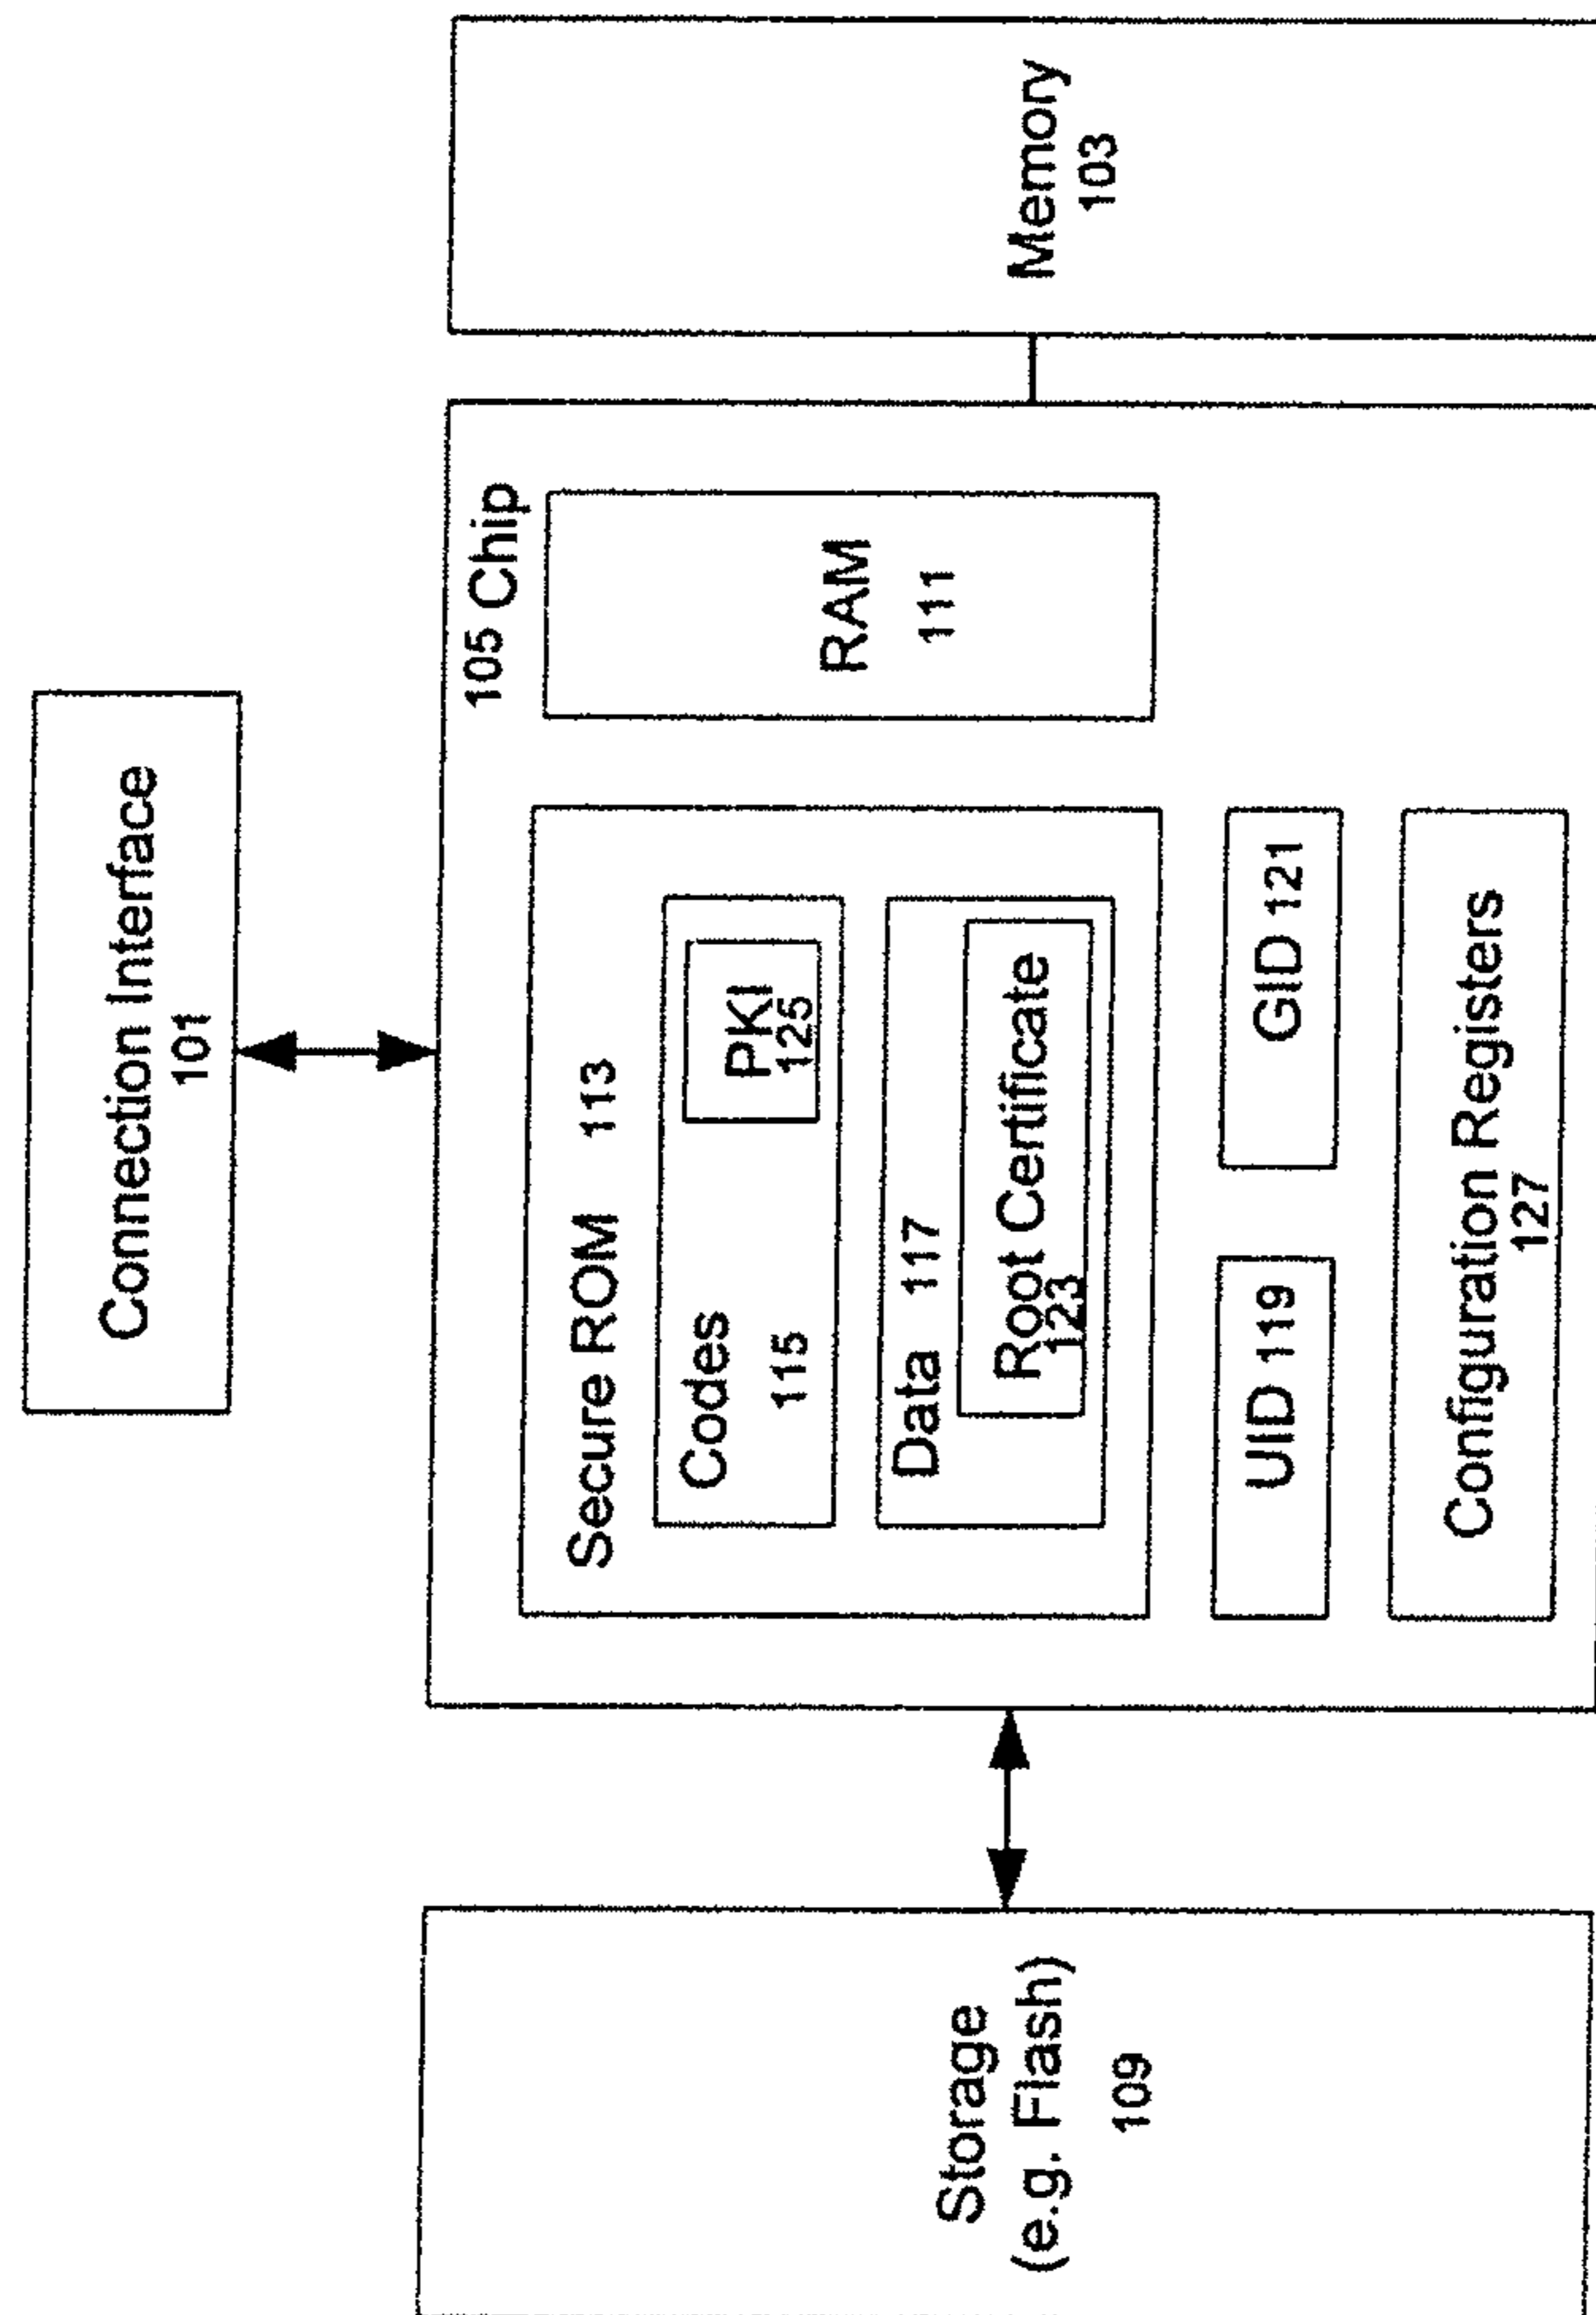 Connection Interface
101
105 Chip
Secure ROM 113
Codes
115
PKI
125
Data 117
Root Certificate
123
UID 119
GID 121
Configuration Registers
127
RAM
111
Storage
(e.g. Flash)
109
Memory
103